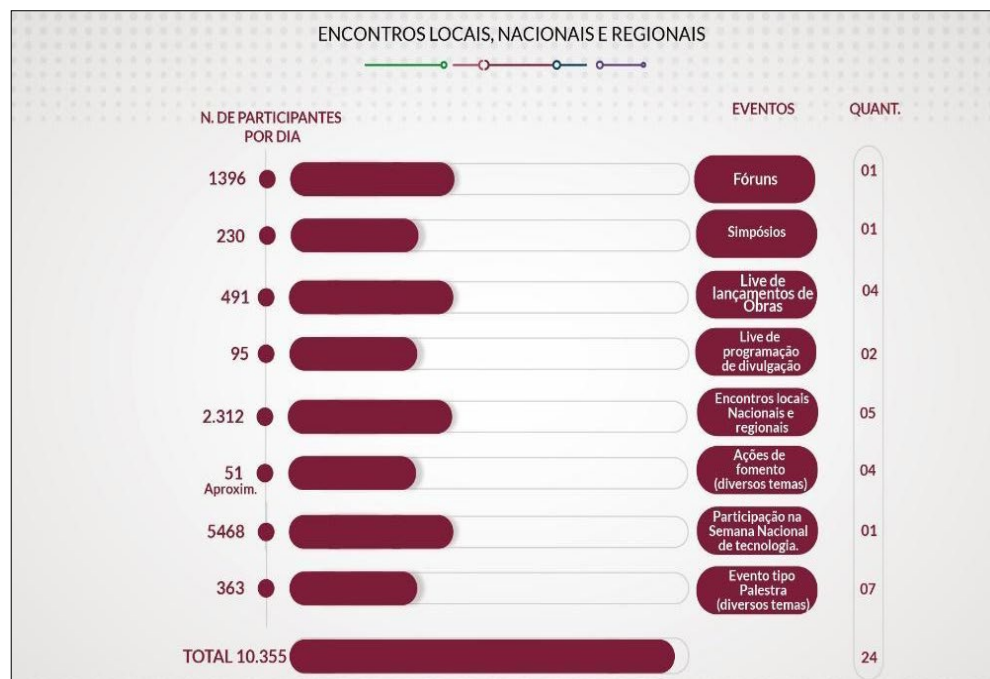 ENCONTROS LOCAIS, NACIONAIS E REGIONAIS
N. DE PARTICIPANTES
POR DIA
EVENTOS
QUANT.
1396
Fóruns
01
230
Simpósios
01
491
Live de
lançamentos de
Obras
04
95
Live de
programação
de divulgação
02
2.312
Encontros locais
Nacionais e
regionais
05
51
Aproxim.
Ações de
fomento
(diversos temas)
04
5468
Participação na
Semana Nacional
de tecnologia.
01
363
Evento tipo
Palestra
(diversos temas)
07
TOTAL 10.355
24